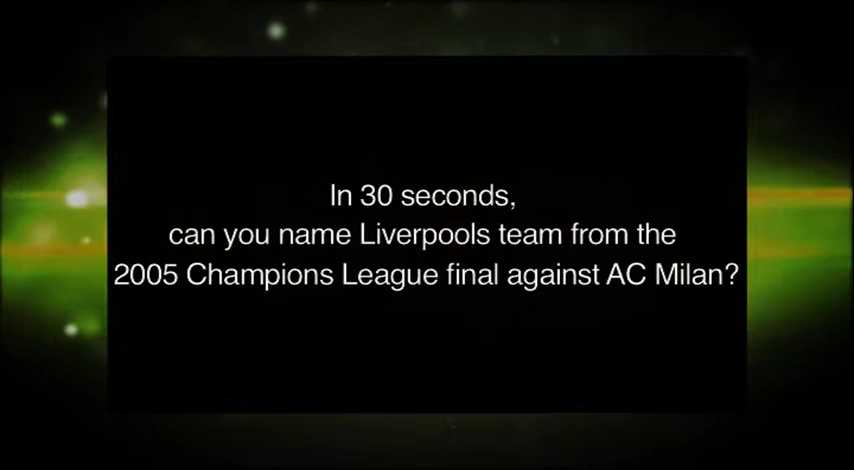 In 30 seconds,
can you name Liverpools team from the
2005 Champions League final against AC Milan?